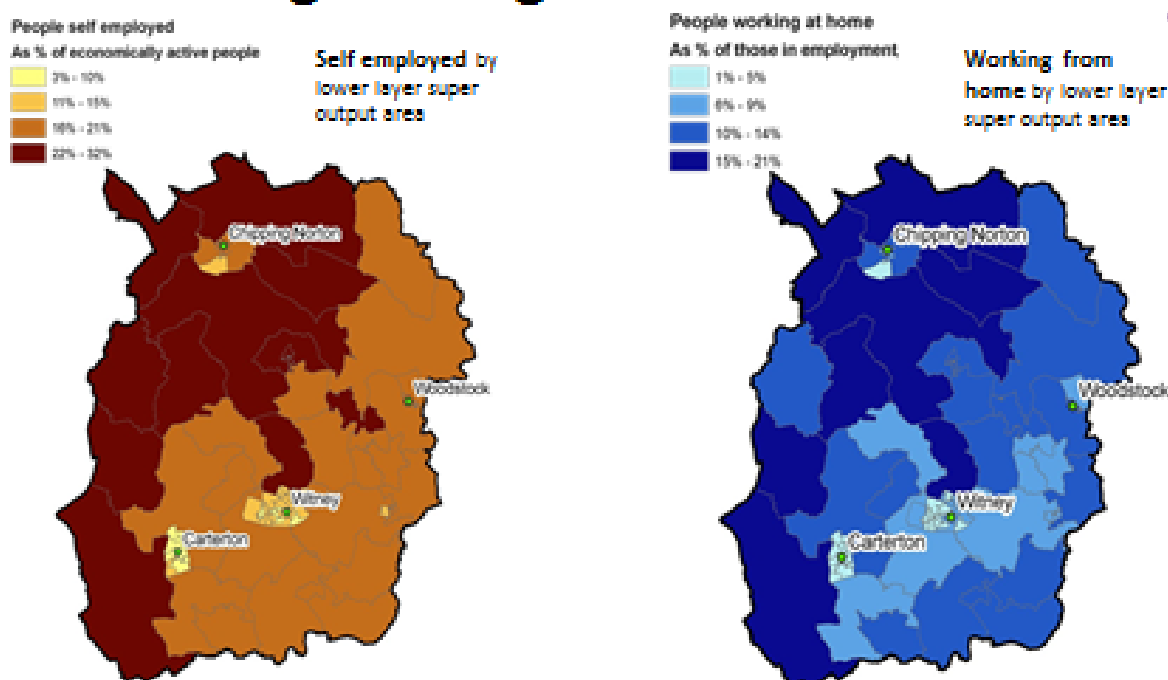 People self employed
As % of economically active people
3% - 10%
11% - 15%
16% - 21%
22% - 32%
Self employed by
lower layer super
output area
Chipping Norton
Woodstock
Witney
Carterton
People working at home
As % of those in employment
1% - 5%
6% - 9%
10% - 14%
15% - 21%
Working from
home by lower layer
super output area
Chipping Norton
Woodstock
Witney
Carterton